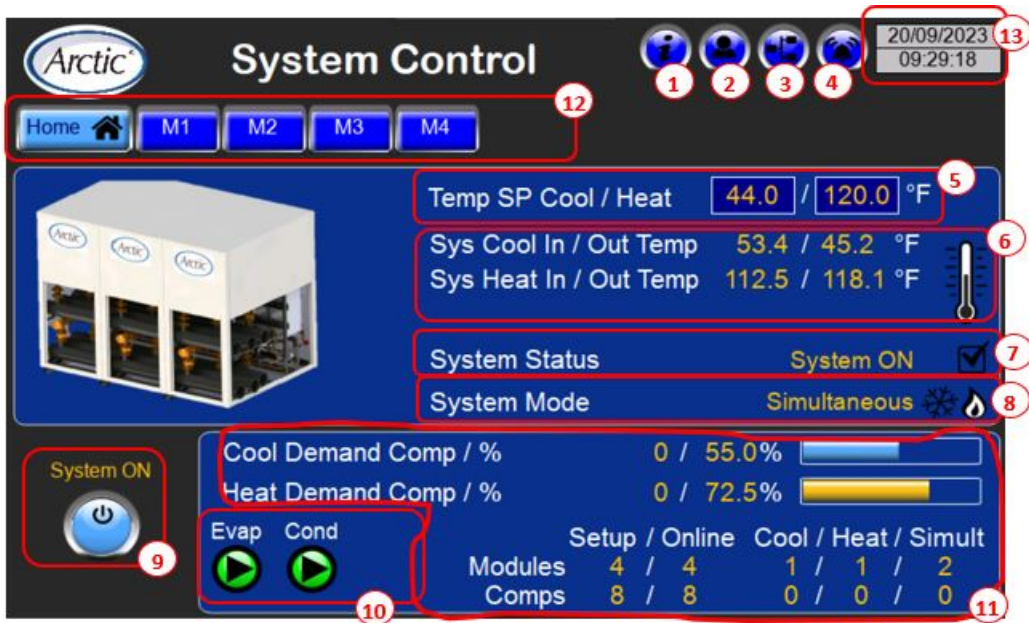 Arctic
System Control
20/09/2023
09:29:18
13
1
2
3
4
12
Home
M1
M2
M3
M4
Temp SP Cool / Heat 44.0 / 120.0 °F
5
Sys Cool In / Out Temp 53.4 / 45.2 °F
6
Sys Heat In / Out Temp 112.5 / 118.1 °F
System Status System ON
7
System Mode Simultaneous
8
Arctic
Arctic
Arctic
System ON
9
Cool Demand Comp / % 0 / 55.0%
Heat Demand Comp / % 0 / 72.5%
Evap Cond
10
Setup / Online Cool / Heat / Simult
Modules 4 / 4 1 / 1 / 2
Comps 8 / 8 0 / 0 / 0
11